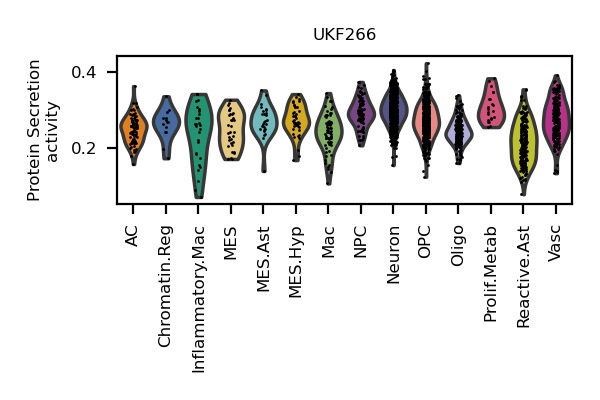 UKF266
Protein Secretion
activity
0.4
0.2
AC
Chromatin.Reg
Inflammatory.Mac
MES
MES.Ast
MES.Hyp
Mac
NPC
Neuron
OPC
Oligo
Prolif.Metab
Reactive.Ast
Vasc